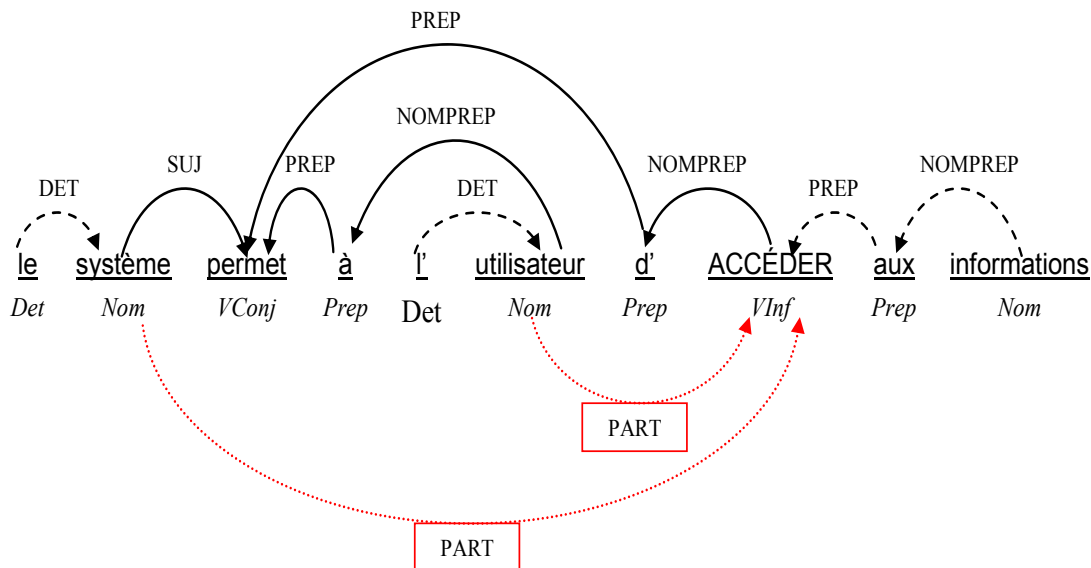 PREP
NOMPREP
SUJ PREP NOMPREP NOMPREP
DET DET PREP
le système permet à l' utilisateur d' ACCÉDER aux informations
Det Nom VConj Prep Det Nom Prep VInf Prep Nom
PART
PART